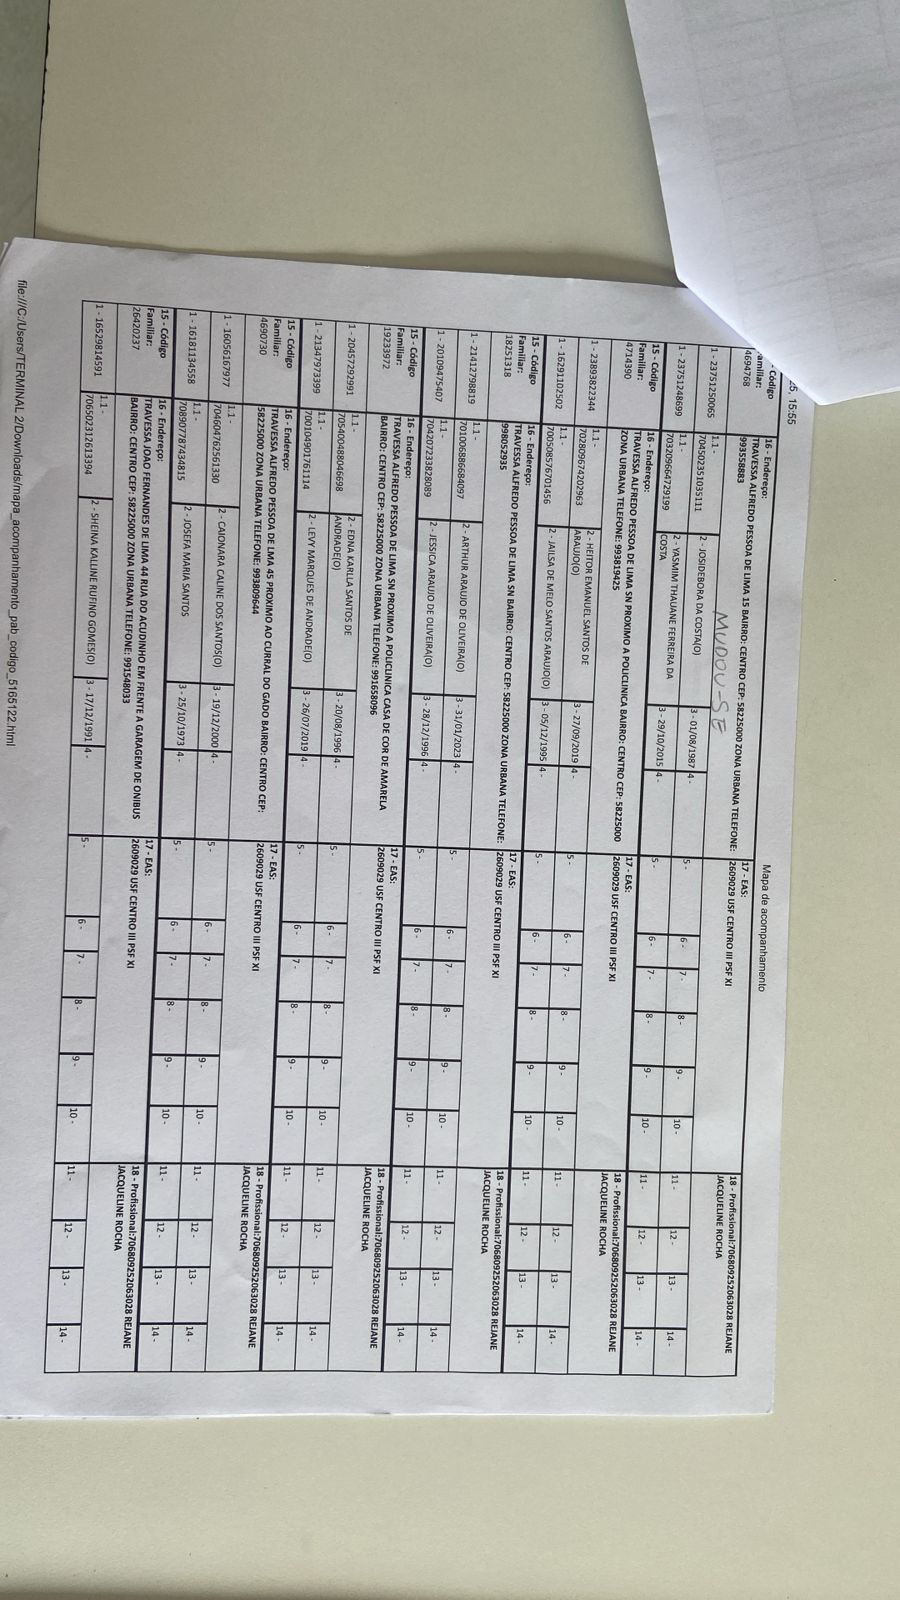 25, 15:55
Mapa de acompanhamento
- Código
Familiar:
4694768
16 - Endereço:
TRAVESSA ALFREDO PESSOA DE LIMA 15 BAIRRO: CENTRO CEP: 58225000 ZONA URBANA TELEFONE:
993558883
17 - EAS:
2609029 USF CENTRO III PSF XI
18 - Profissional:706809252063028 REJANE
JACQUELINE ROCHA
MUDOU-SE
1 - 23751250065
1.1 -
704502351035111
2 - JOSIDEBORA DA COSTA(O)
3 - 01/08/1987
4 -
5 -
6 -
7 -
8 -
9 -
10 -
11 -
12 -
13 -
14 -
1 - 23751248699
1.1 -
703209664729199
2 - YASMIM THAUANE FERREIRA DA
COSTA
3 - 29/10/2015
4 -
5 -
6 -
7 -
8 -
9 -
10 -
11 -
12 -
13 -
14 -
15 - Código
Familiar:
4714390
16 - Endereço:
TRAVESSA ALFREDO PESSOA DE LIMA SN PROXIMO A POLICLINICA BAIRRO: CENTRO CEP: 58225000
ZONA URBANA TELEFONE: 993819425
17 - EAS:
2609029 USF CENTRO III PSF XI
18 - Profissional:706809252063028 REJANE
JACQUELINE ROCHA
1 - 23893822344
1.1 -
702809674202963
2 - HEITOR EMANUEL SANTOS DE
ARAUJO(O)
3 - 27/09/2019
4 -
5 -
6 -
7 -
8 -
9 -
10 -
11 -
12 -
13 -
14 -
1 - 16291102502
1.1 -
700508576701456
2 - JAILSA DE MELO SANTOS ARAUJO(O)
3 - 05/12/1995
4 -
5 -
6 -
7 -
8 -
9 -
10 -
11 -
12 -
13 -
14 -
15 - Código
Familiar:
18251318
16 - Endereço:
TRAVESSA ALFREDO PESSOA DE LIMA SN BAIRRO: CENTRO CEP: 58225000 ZONA URBANA TELEFONE:
998052935
17 - EAS:
2609029 USF CENTRO III PSF XI
18 - Profissional:706809252063028 REJANE
JACQUELINE ROCHA
1 - 21412798819
1.1 -
701006886684097
2 - ARTHUR ARAUJO DE OLIVEIRA(O)
3 - 31/01/2023
4 -
5 -
6 -
7 -
8 -
9 -
10 -
11 -
12 -
13 -
14 -
1 - 20109475407
1.1 -
704207233828089
2 - JESSICA ARAUJO DE OLIVEIRA(O)
3 - 28/12/1996
4 -
5 -
6 -
7 -
8 -
9 -
10 -
11 -
12 -
13 -
14 -
15 - Código
Familiar:
19233972
16 - Endereço:
TRAVESSA ALFREDO PESSOA DE LIMA SN PROXIMO A POLICLINICA CASA DE COR DE AMARELA
BAIRRO: CENTRO CEP: 58225000 ZONA URBANA TELEFONE: 991658096
17 - EAS:
2609029 USF CENTRO III PSF XI
18 - Profissional:706809252063028 REJANE
JACQUELINE ROCHA
1 - 20457292991
1.1 -
705400488046698
2 - EDNA KARLLA SANTOS DE
ANDRADE(O)
3 - 20/08/1996
4 -
5 -
6 -
7 -
8 -
9 -
10 -
11 -
12 -
13 -
14 -
1 - 21347973399
1.1 -
700104901761114
2 - LEVY MARQUES DE ANDRADE(O)
3 - 26/07/2019
4 -
5 -
6 -
7 -
8 -
9 -
10 -
11 -
12 -
13 -
14 -
15 - Código
Familiar:
4690730
16 - Endereço:
TRAVESSA ALFREDO PESSOA DE LIMA 45 PROXIMO AO CURRAL DO GADO BAIRRO: CENTRO CEP:
58225000 ZONA URBANA TELEFONE: 993809644
17 - EAS:
2609029 USF CENTRO III PSF XI
18 - Profissional:706809252063028 REJANE
JACQUELINE ROCHA
1 - 16056167977
1.1 -
704604762561330
2 - CAIONARA CALINE DOS SANTOS(O)
3 - 19/12/2000
4 -
5 -
6 -
7 -
8 -
9 -
10 -
11 -
12 -
13 -
14 -
1 - 16181134558
1.1 -
708907787434815
2 - JOSEFA MARIA SANTOS
3 - 25/10/1973
4 -
5 -
6 -
7 -
8 -
9 -
10 -
11 -
12 -
13 -
14 -
15 - Código
Familiar:
26420237
16 - Endereço:
TRAVESSA JOAO FERNANDES DE LIMA 44 RUA DO ACUDINHO EM FRENTE A GARAGEM DE ONIBUS
BAIRRO: CENTRO CEP: 58225000 ZONA URBANA TELEFONE: 991548033
17 - EAS:
2609029 USF CENTRO III PSF XI
18 - Profissional:706809252063028 REJANE
JACQUELINE ROCHA
1 - 16529814591
1.1 -
706502312613394
2 - SHEINA KALLINE RUFINO GOMES(O)
3 - 17/12/1991
4 -
5 -
6 -
7 -
8 -
9 -
10 -
11 -
12 -
13 -
14 -
file:///C:/Users/TERMINAL 2/Downloads/mapa_acompanhamento_pab_codigo_5165122.html